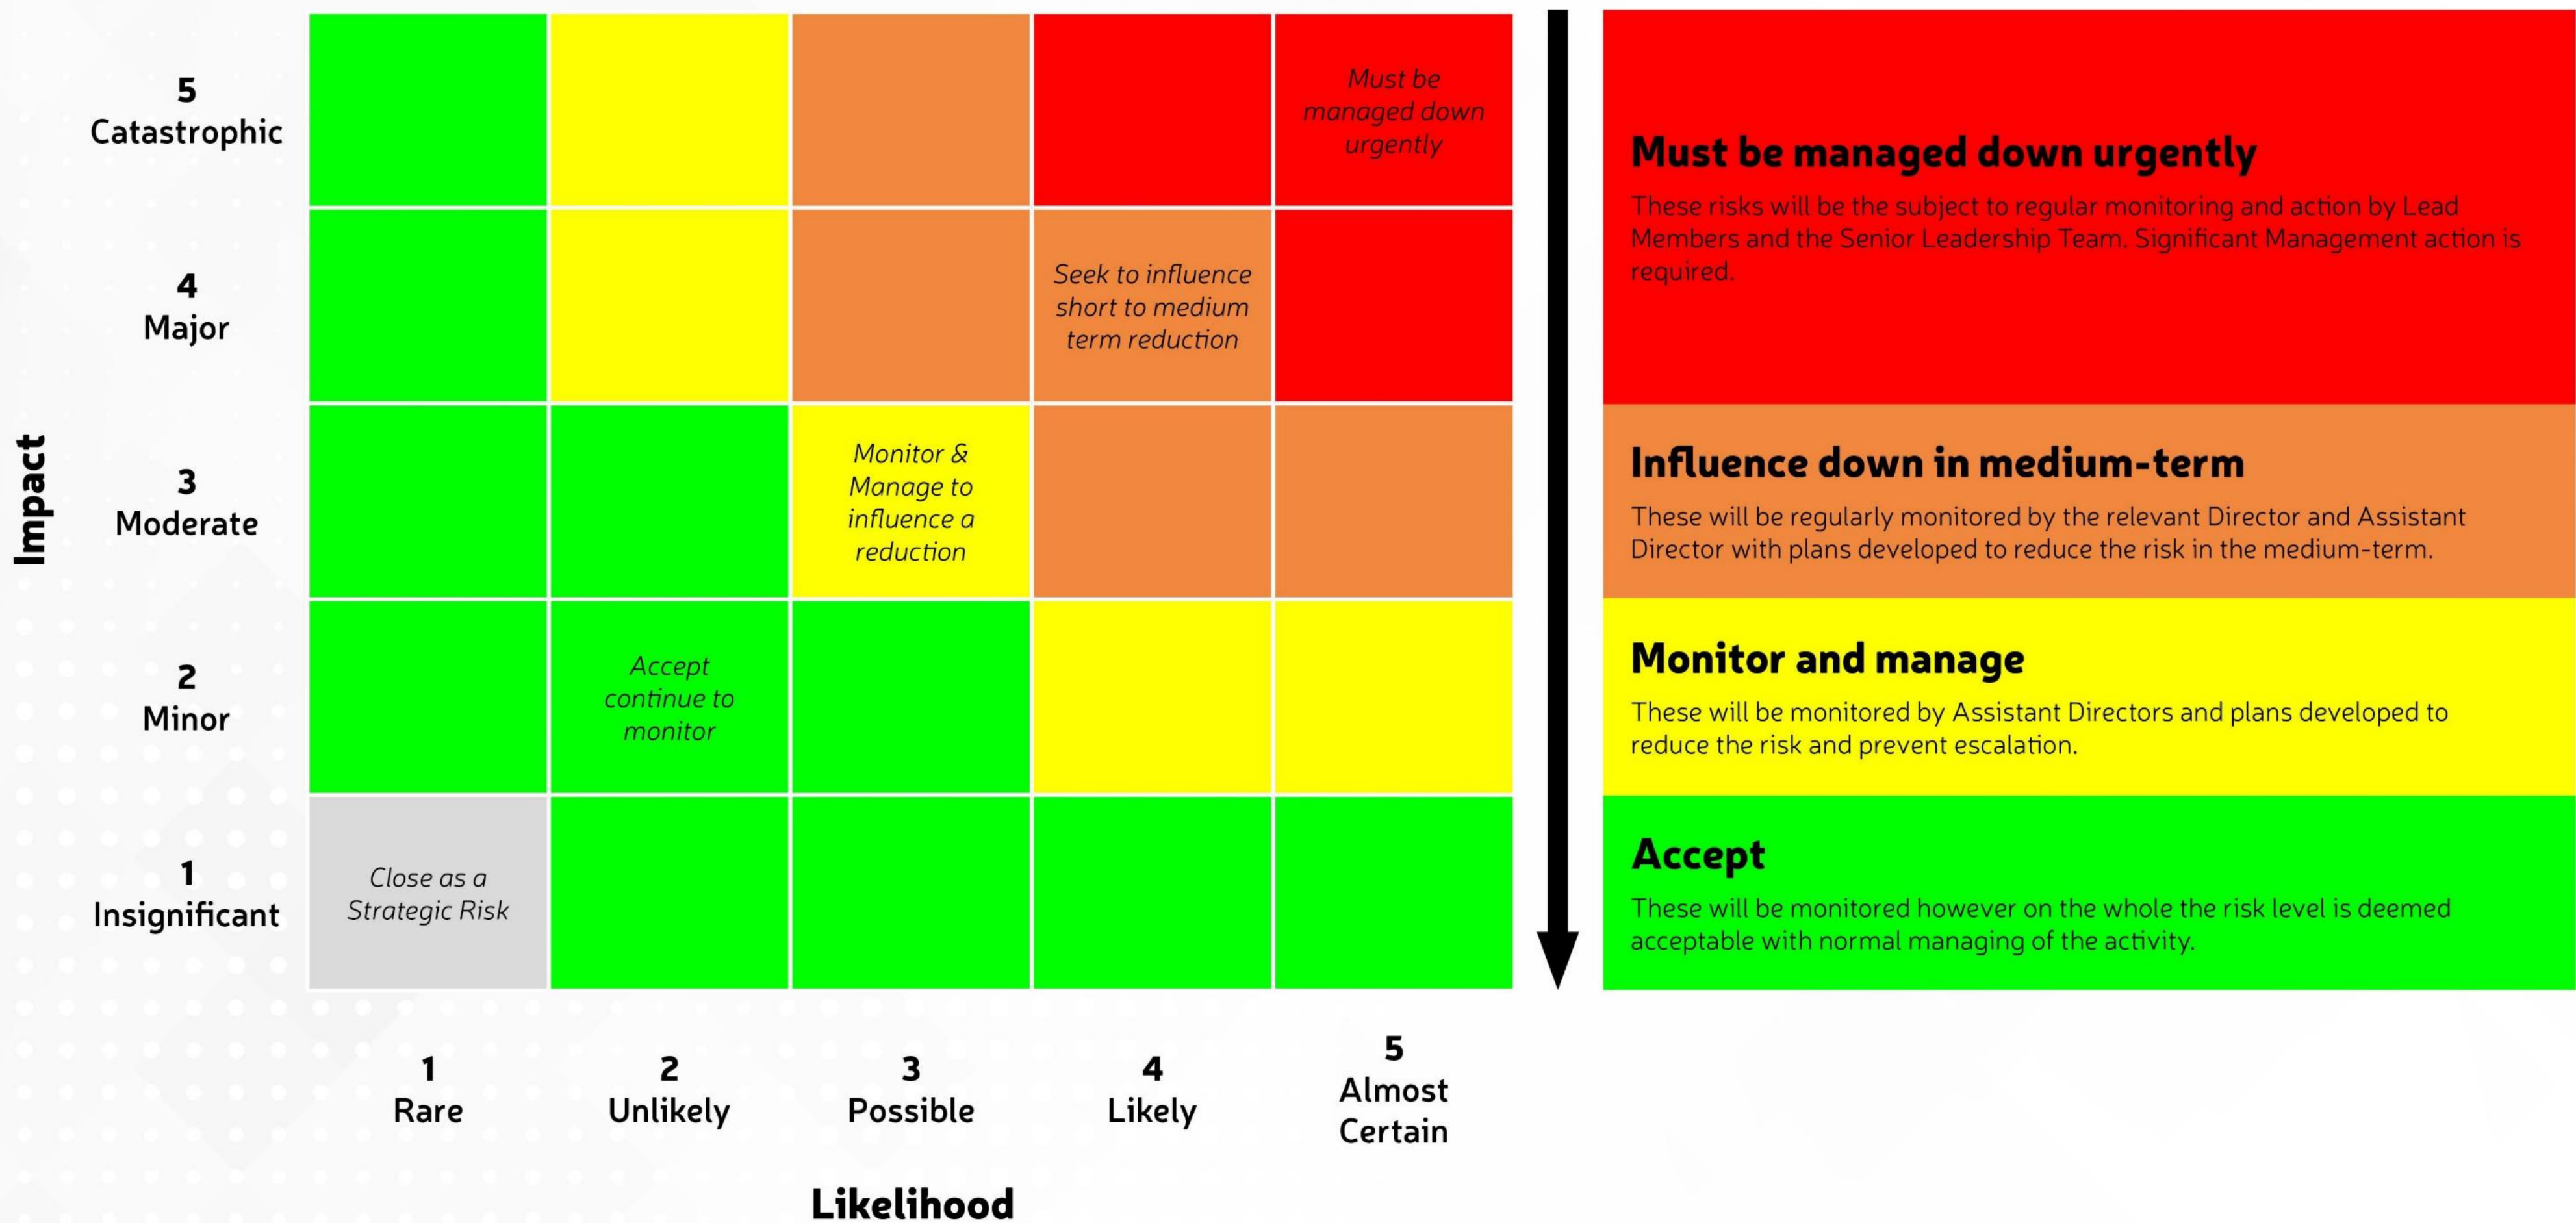 Impact
5
Catastrophic
Must be
managed down
urgently
4
Major
Seek to influence
short to medium
term reduction
3
Moderate
Monitor &
Manage to
influence a
reduction
2
Minor
Accept
continue to
monitor
1
Insignificant
Close as a
Strategic Risk
1
Rare
2
Unlikely
3
Possible
4
Likely
5
Almost
Certain
Likelihood
Must be managed down urgently
These risks will be the subject to regular monitoring and action by Lead
Members and the Senior Leadership Team. Significant Management action is
required.
Influence down in medium-term
These will be regularly monitored by the relevant Director and Assistant
Director with plans developed to reduce the risk in the medium-term.
Monitor and manage
These will be monitored by Assistant Directors and plans developed to
reduce the risk and prevent escalation.
Accept
These will be monitored however on the whole the risk level is deemed
acceptable with normal managing of the activity.